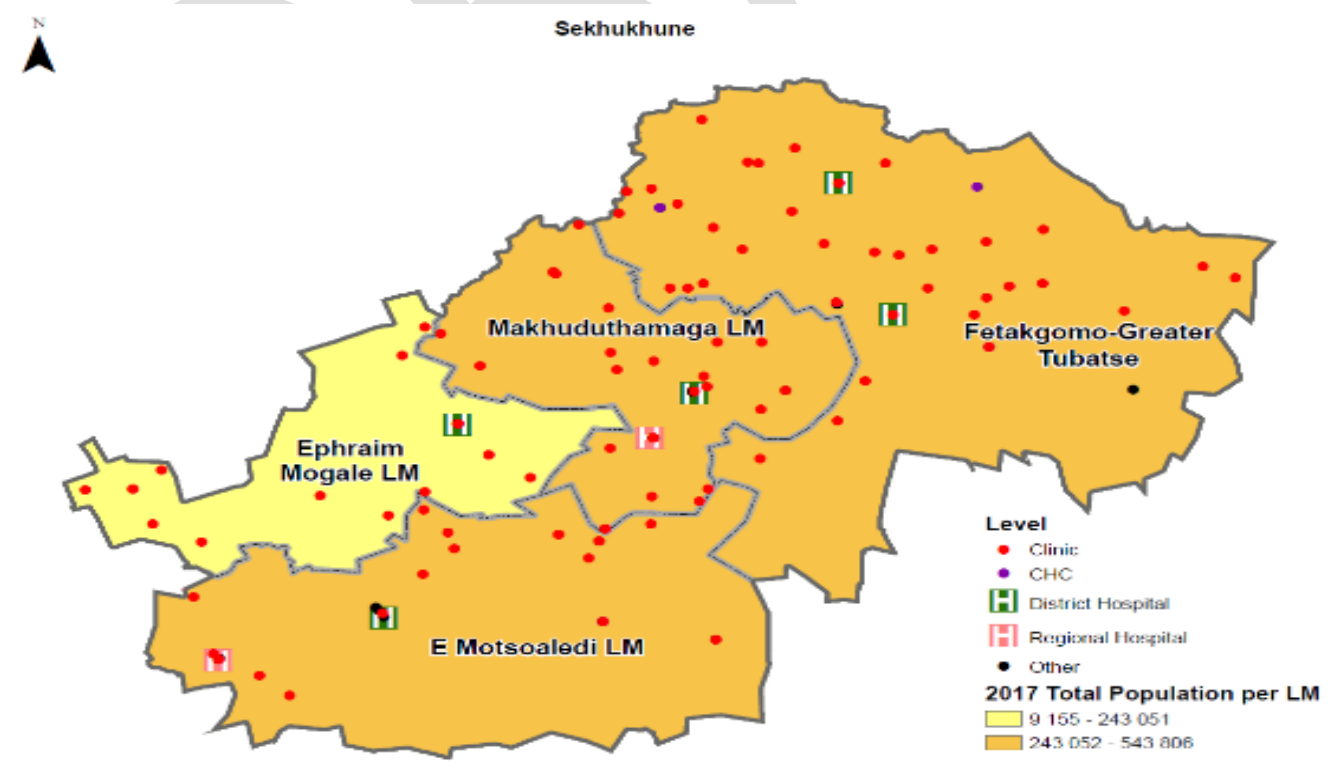 Sekhukhune
N
Makhuduthamaga LM
Fetakgomo-Greater
Tubatse
Ephraim
Mogale LM
E Motsoaledi LM
Level
Clinic
CHC
District Hospital
Regional Hospital
Other
2017 Total Population per LM
9 155 - 243 051
243 052 - 543 806